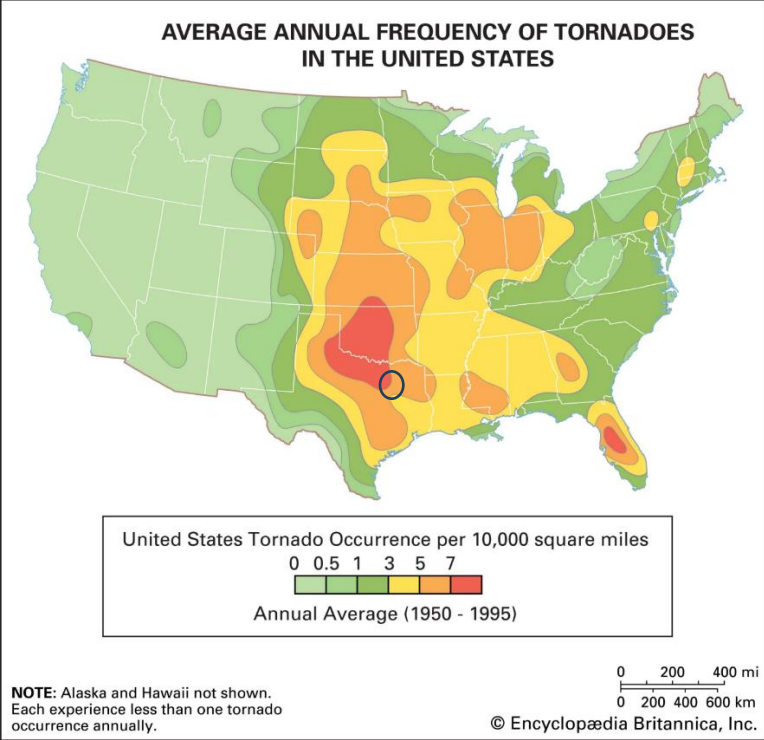 AVERAGE ANNUAL FREQUENCY OF TORNADOES
IN THE UNITED STATES
United States Tornado Occurrence per 10,000 square miles
0 0.5 1 3 5 7
Annual Average (1950 - 1995)
0 200 400 mi
0 200 400 600 km
NOTE: Alaska and Hawaii not shown.
Each experience less than one tornado
occurrence annually.
© Encyclopædia Britannica, Inc.